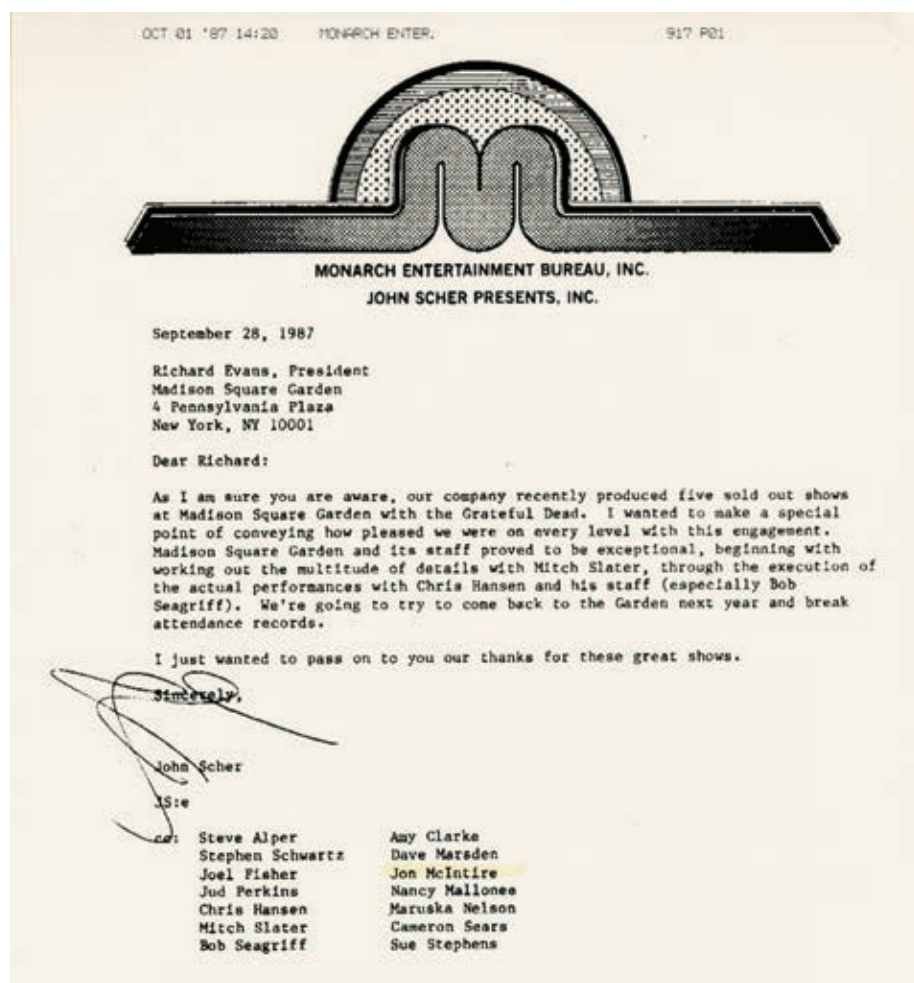 OCT 01 '87 14:20 MONARCH ENTER. 917 P01
MONARCH ENTERTAINMENT BUREAU, INC.
JOHN SCHER PRESENTS, INC.
September 28, 1987
Richard Evans, President
Madison Square Garden
4 Pennsylvania Plaza
New York, NY 10001
Dear Richard:
As I am sure you are aware, our company recently produced five sold out shows
at Madison Square Garden with the Grateful Dead. I wanted to make a special
point of conveying how pleased we were on every level with this engagement.
Madison Square Garden and its staff proved to be exceptional, beginning with
working out the multitude of details with Mitch Slater, through the execution of
the actual performances with Chris Hansen and his staff (especially Bob
Seagriff). We're going to try to come back to the Garden next year and break
attendance records.
I just wanted to pass on to you our thanks for these great shows.
Sincerely,
John Scher
JS:e
cc: Steve Alper Amy Clarke
Stephen Schwartz Dave Marsden
Joel Fisher Jon McIntire
Jud Perkins Nancy Mallonee
Chris Hansen Maruska Nelson
Mitch Slater Cameron Sears
Bob Seagriff Sue Stephens